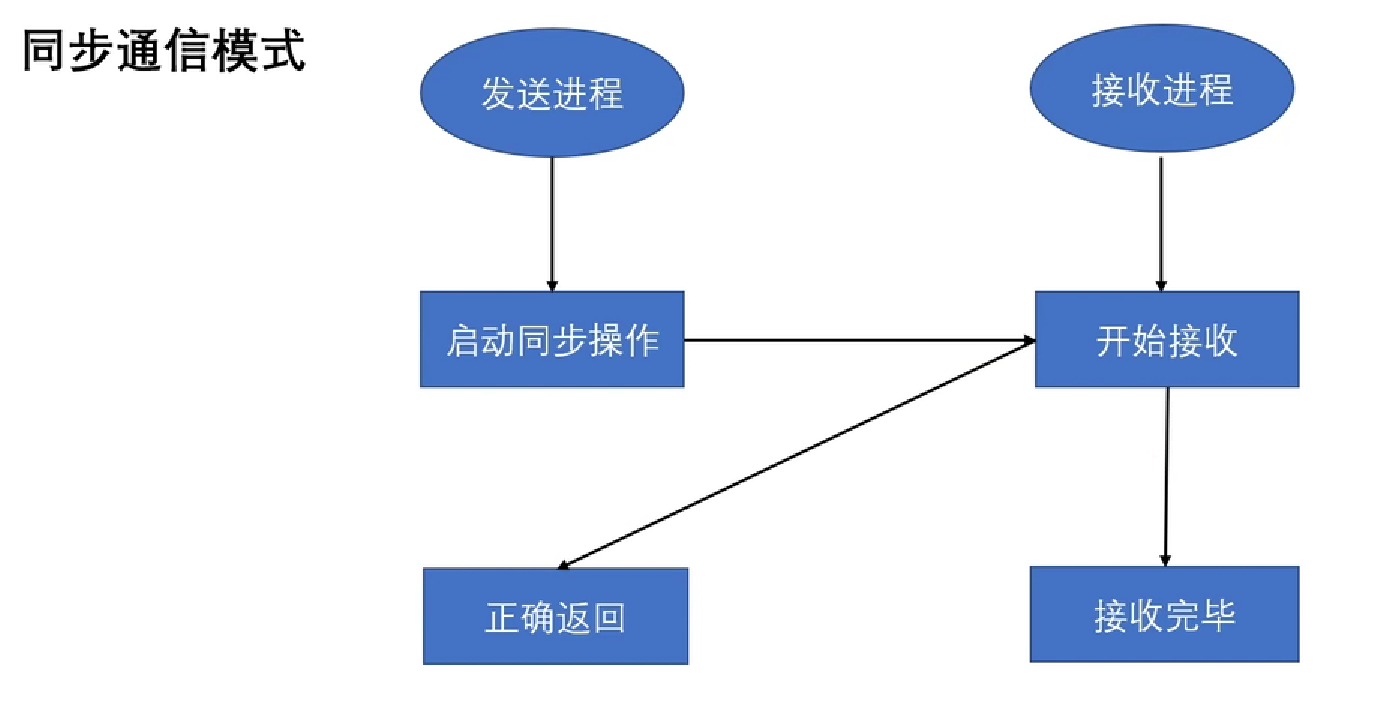 同步通信模式
发送进程
接收进程
启动同步操作
开始接收
正确返回
接收完毕